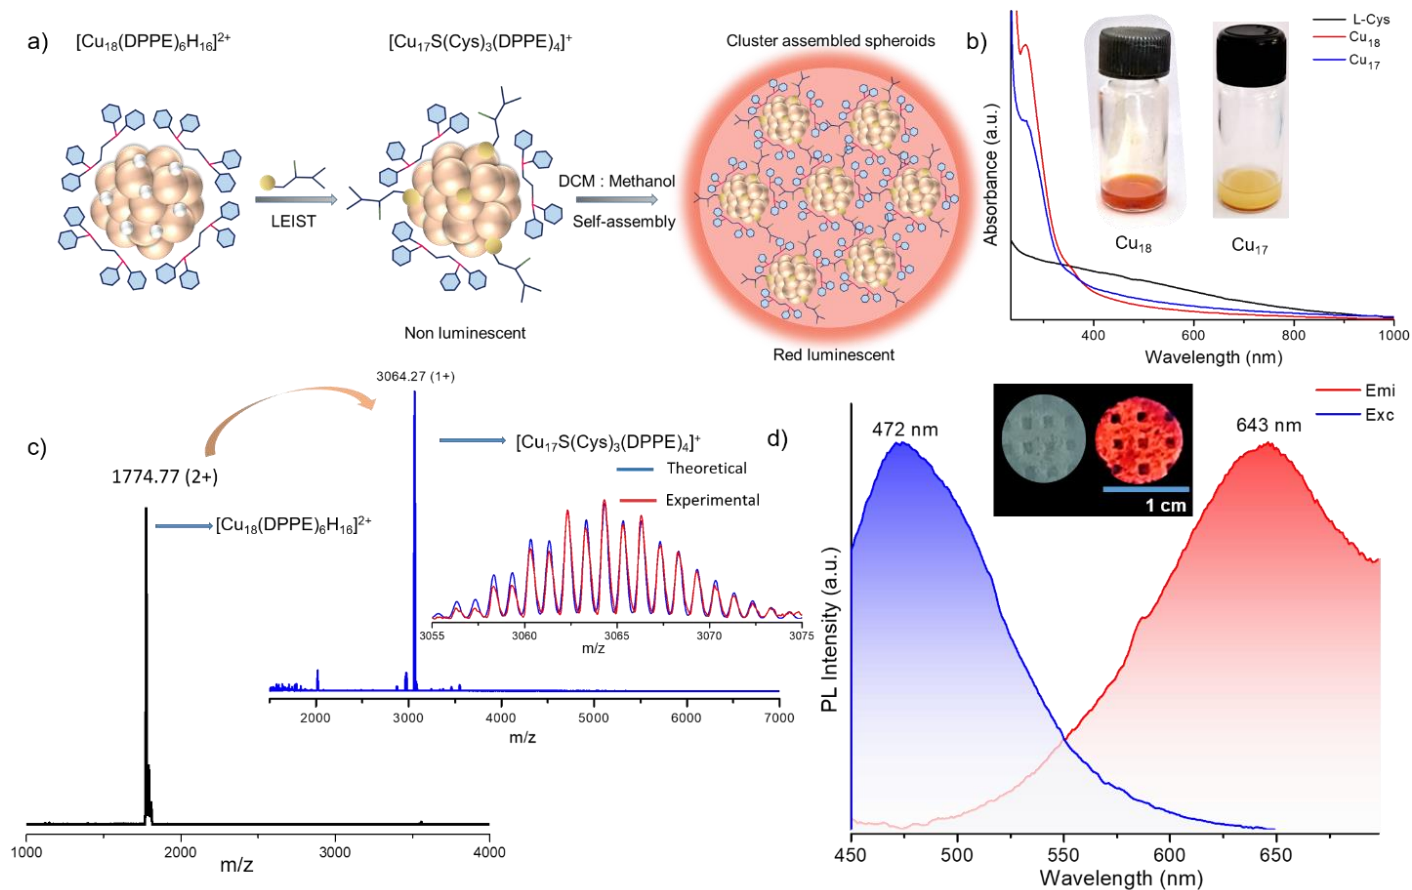 a)
[Cu18(DPPE)6H16]2+
[Cu17S(Cys)3(DPPE)4]+
Cluster assembled spheroids
LEIST
DCM : Methanol
Self-assembly
Non luminescent
Red luminescent
b)
L-Cys
Cu18
Cu17
Cu18
Cu17
Absorbance (a.u.)
400
600
800
1000
Wavelength (nm)
c)
1774.77 (2+)
[Cu18(DPPE)6H16]2+
3064.27 (1+)
[Cu17S(Cys)3(DPPE)4]+
Theoretical
Experimental
3055
3060
3065
3070
3075
m/z
2000
3000
4000
5000
6000
7000
m/z
1000
2000
3000
4000
m/z
d)
Emi
Exc
472 nm
643 nm
1 cm
PL Intensity (a.u.)
450
500
550
600
650
Wavelength (nm)